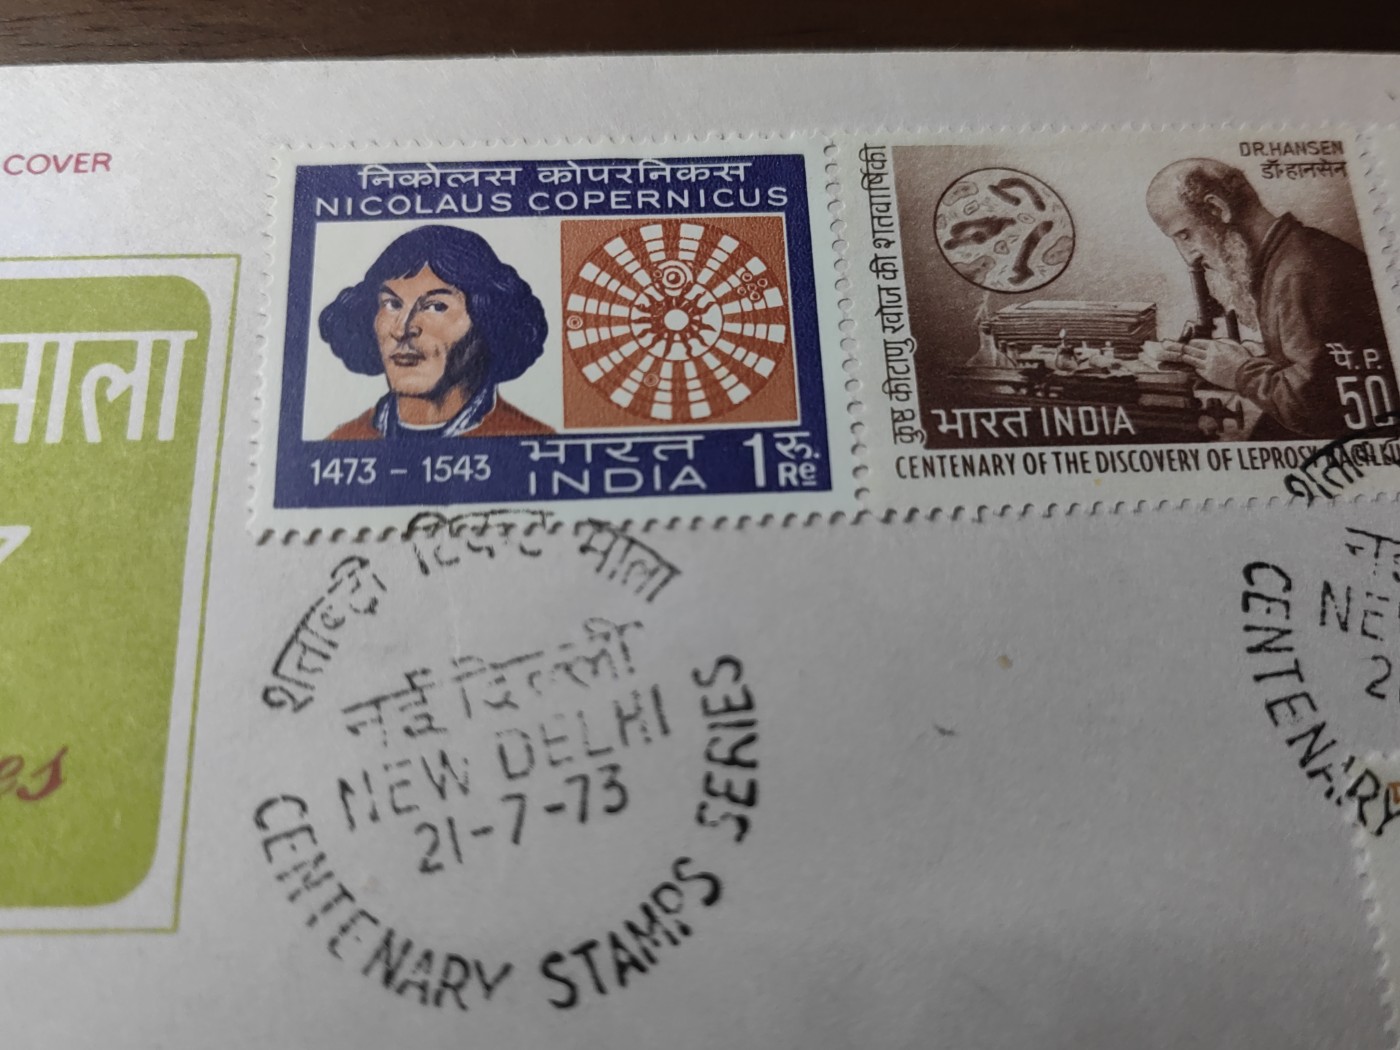 COVER
निकोलस कोपरनिकस
NICOLAUS COPERNICUS
1473 - 1543
भारत
INDIA
1 रु.
Re
DR.HANSEN
डॉ॰हानसेन
कुष्ठ कीटाणु खोज की शतवार्षिकी
भारत INDIA
पै. P.
50
CENTENARY OF THE DISCOVERY OF LEPROSY
माला
es
शताब्दी टिकट माला
नई दिल्ली
NEW DELHI
21-7-73
CENTENARY STAMPS SERIES
CENTENARY